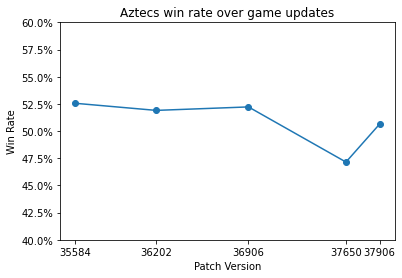 Aztecs win rate over game updates
60.0%
57.5%
55.0%
52.5%
50.0%
47.5%
45.0%
42.5%
40.0%
Win Rate
35584 36202 36906 37650 37906
Patch Version